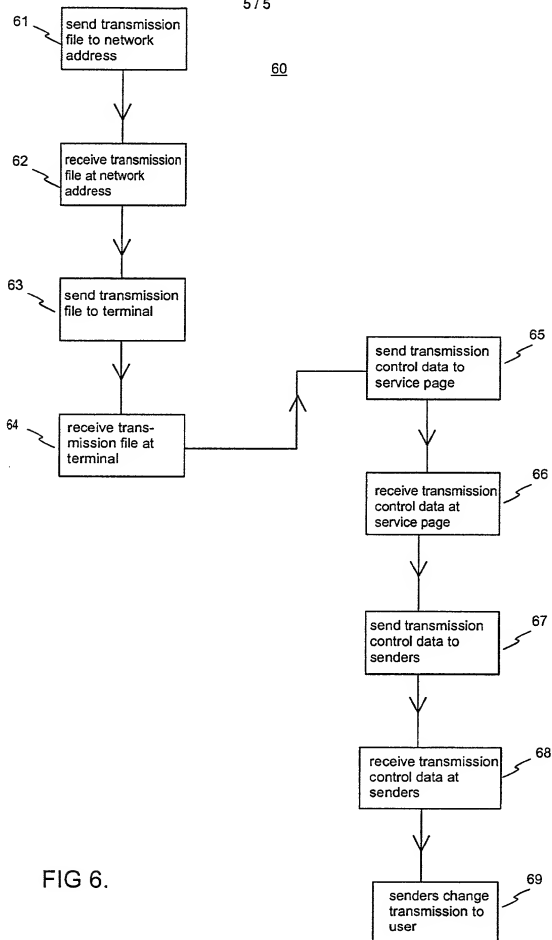 5 / 5
60
61
send transmission
file to network
address
62
receive transmission
file at network
address
63
send transmission
file to terminal
64
receive trans-
mission file at
terminal
65
send transmission
control data to
service page
66
receive transmission
control data at
service page
67
send transmission
control data to
senders
68
receive transmission
control data at
senders
69
senders change
transmission to
user
FIG 6.